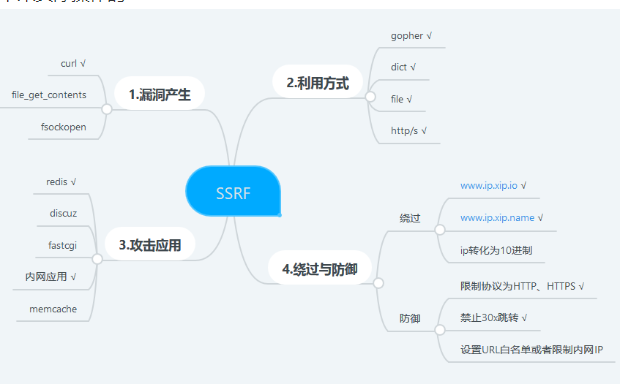 SSRF
1.漏洞产生
curl √
file_get_contents
fsockopen
2.利用方式
gopher √
dict √
file √
http/s √
3.攻击应用
redis √
discuz
fastcgi
内网应用 √
memcache
4.绕过与防御
绕过
www.ip.xip.io √
www.ip.xip.name √
ip转化为10进制
防御
限制协议为HTTP、HTTPS √
禁止30x跳转 √
设置URL白名单或者限制内网IP